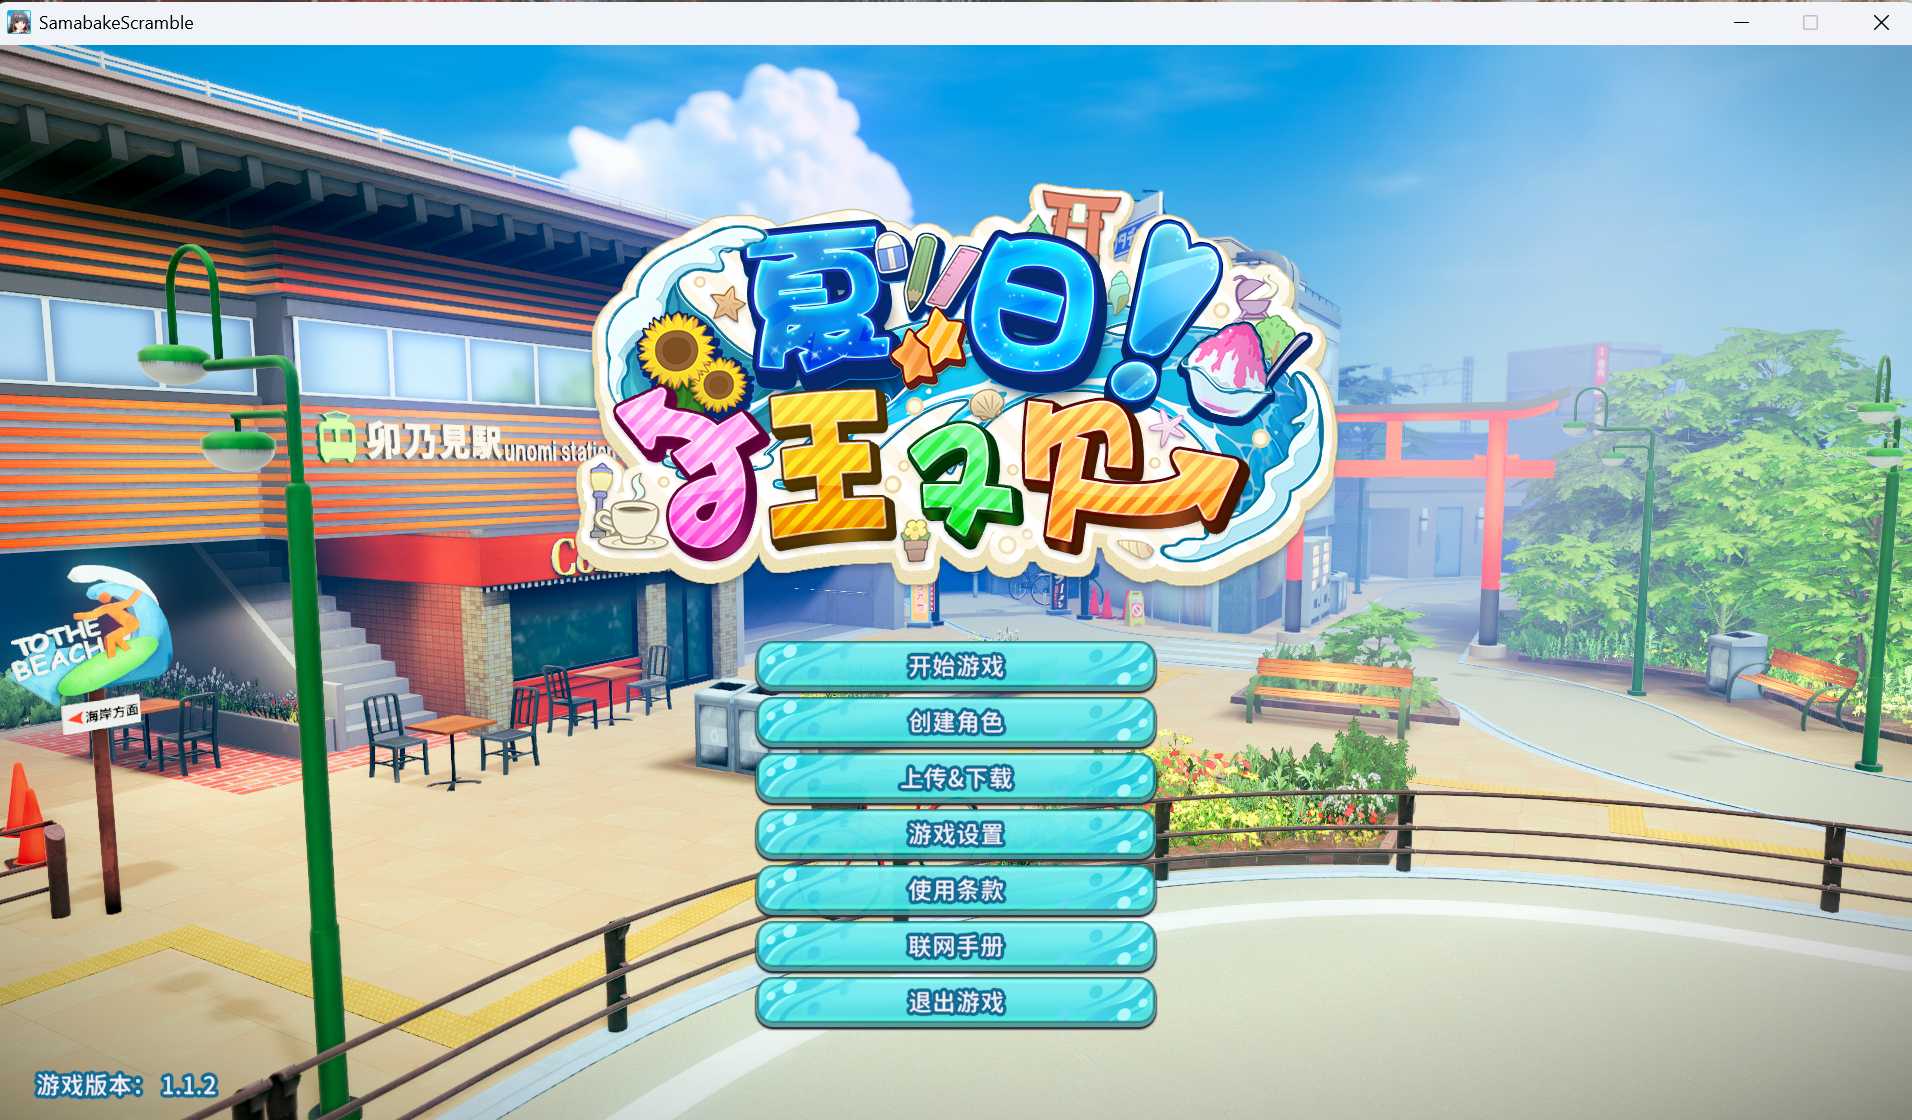 SamabakeScramble
夏日!
卯乃見駅 unomi station
TO THE
BEACH
海岸方面
开始游戏
创建角色
上传&下载
游戏设置
使用条款
联网手册
退出游戏
游戏版本： 1.1.2